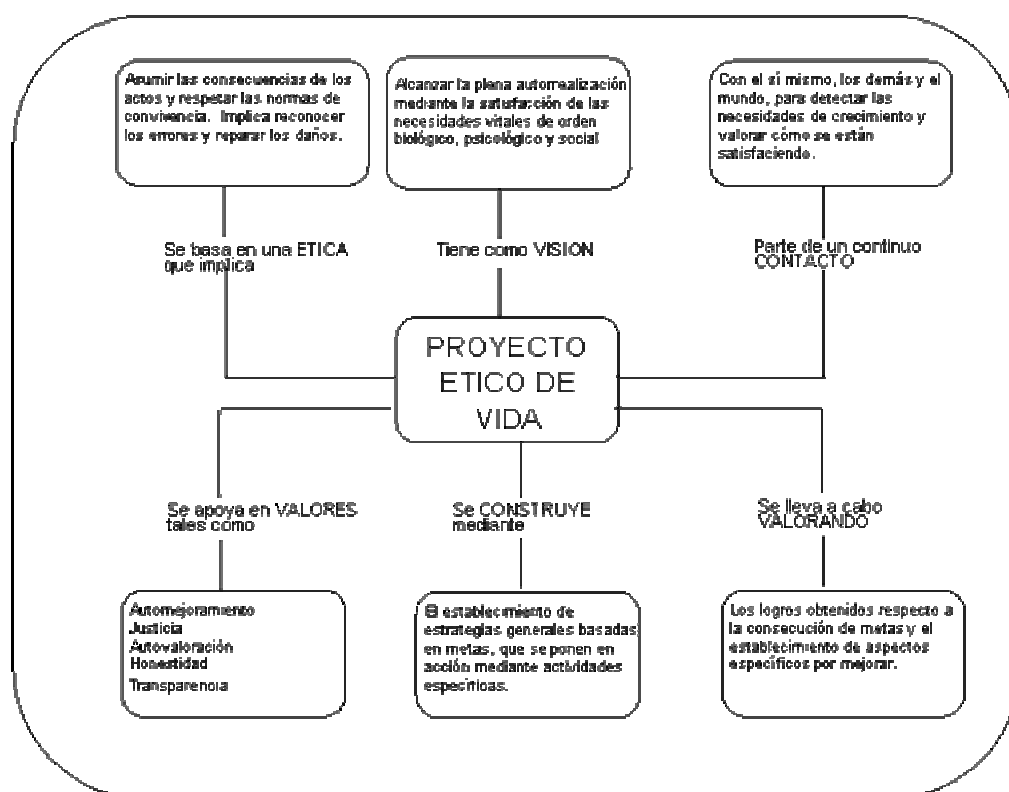 Asumir las consecuencias de los
actos y respetar las normas de
convivencia.  Implica reconocer
los errores y reparar los daños.
Alcanzar la plena autorrealización
mediante la satisfacción de las
necesidades vitales de orden
biológico, psicológico y social
Con el sí mismo, los demás y el
mundo, para detectar las
necesidades de crecimiento y
valorar cómo se están
satisfaciendo.
Se basa en una ETICA
que implica
Tiene como VISION
Parte de un continuo
CONTACTO
PROYECTO
ETICO DE
VIDA
Se apoya en VALORES
tales como
Se CONSTRUYE
mediante
Se lleva a cabo
VALORANDO
Automejoramiento
Justicia
Autovaloración
Honestidad
Transparencia
El establecimiento de
estrategias generales basadas
en metas, que se ponen en
acción mediante actividades
específicas.
Los logros obtenidos respecto a
la consecución de metas y el
establecimiento de aspectos
específicos por mejorar.